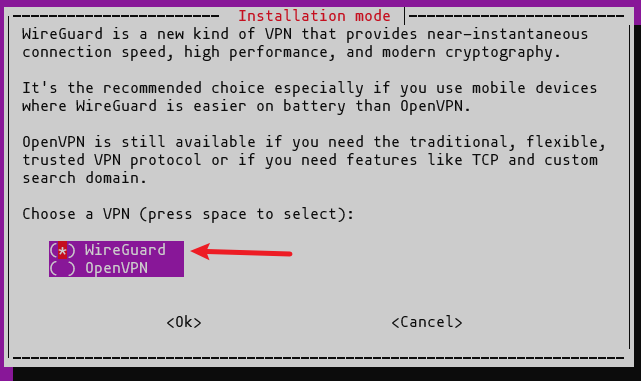 Installation mode
WireGuard is a new kind of VPN that provides near-instantaneous
connection speed, high performance, and modern cryptography.
It's the recommended choice especially if you use mobile devices
where WireGuard is easier on battery than OpenVPN.
OpenVPN is still available if you need the traditional, flexible,
trusted VPN protocol or if you need features like TCP and custom
search domain.
Choose a VPN (press space to select):
(*) WireGuard
( ) OpenVPN
<Ok> <Cancel>